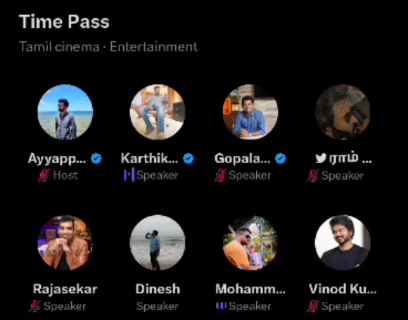 Time Pass
Tamil cinema · Entertainment
Ayyapp... Karthik... Gopala... ராம் ...
Host Speaker Speaker Speaker
Rajasekar Dinesh Mohamm... Vinod Ku...
Speaker Speaker Speaker Speaker